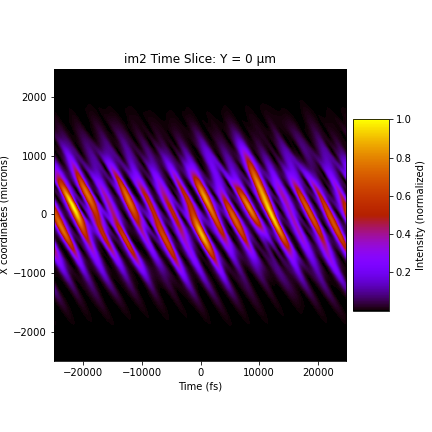 im2 Time Slice: Y = 0 μm
2000
1000
0
−1000
−2000
X coordinates (microns)
−20000 −10000 0 10000 20000
Time (fs)
1.0
0.8
0.6
0.4
0.2
Intensity (normalized)